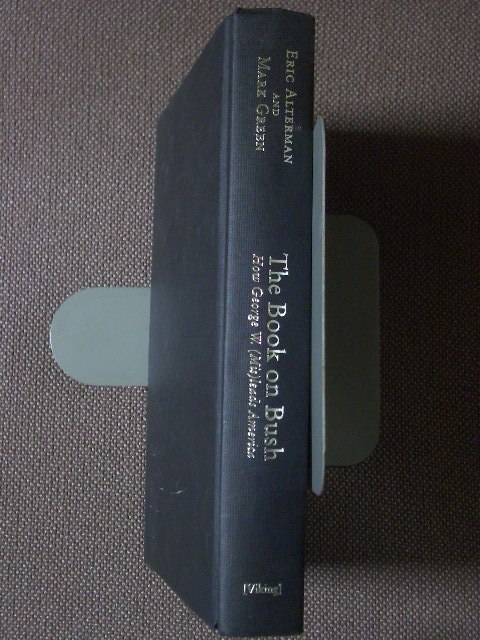 ERIC ALTERMAN
AND
MARK GREEN
The Book on Bush
How George W. (Mis)leads America
[Viking]